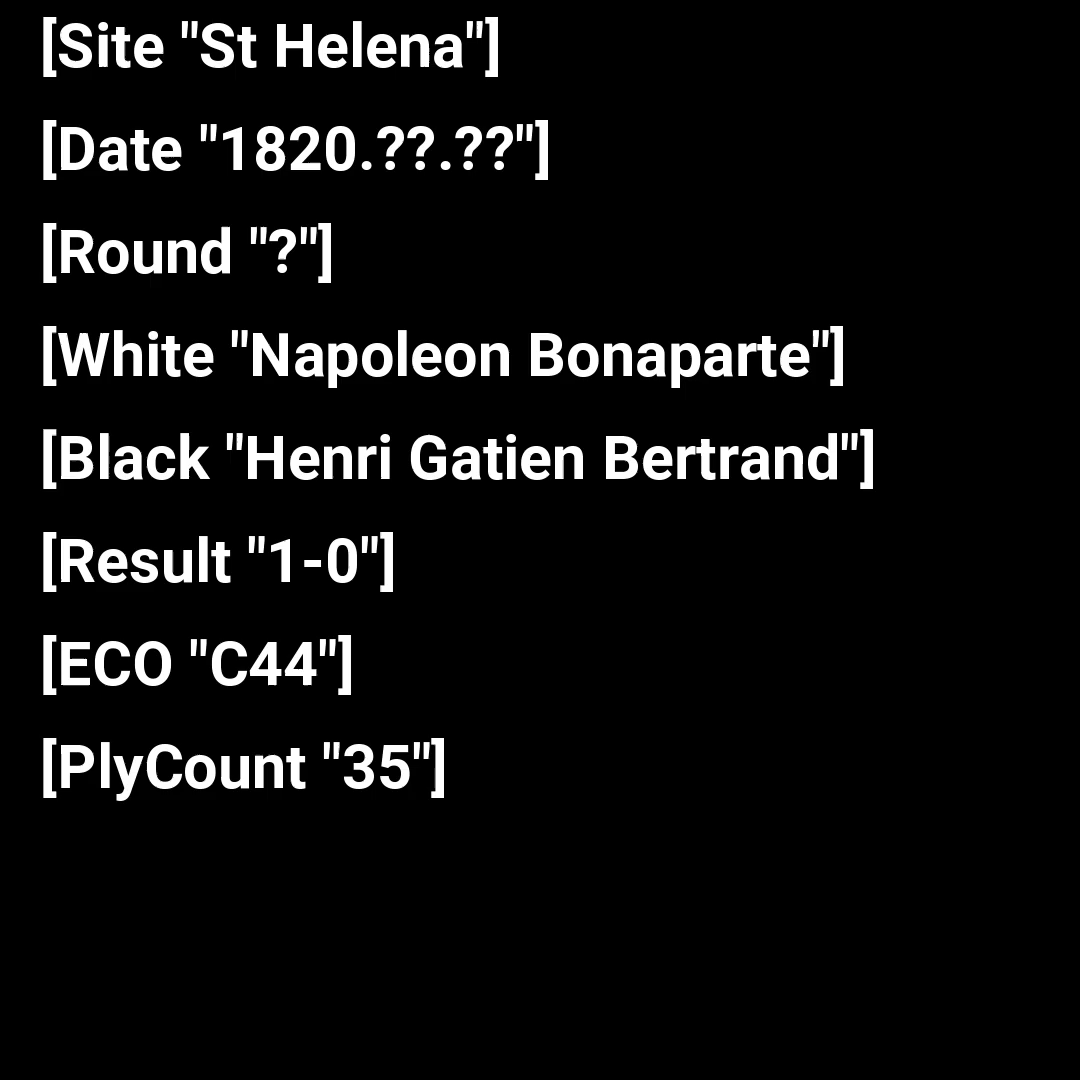 [Site "St Helena"]
[Date "1820.??.??"]
[Round "?"]
[White "Napoleon Bonaparte"]
[Black "Henri Gatien Bertrand"]
[Result "1-0"]
[ECO "C44"]
[PlyCount "35"]